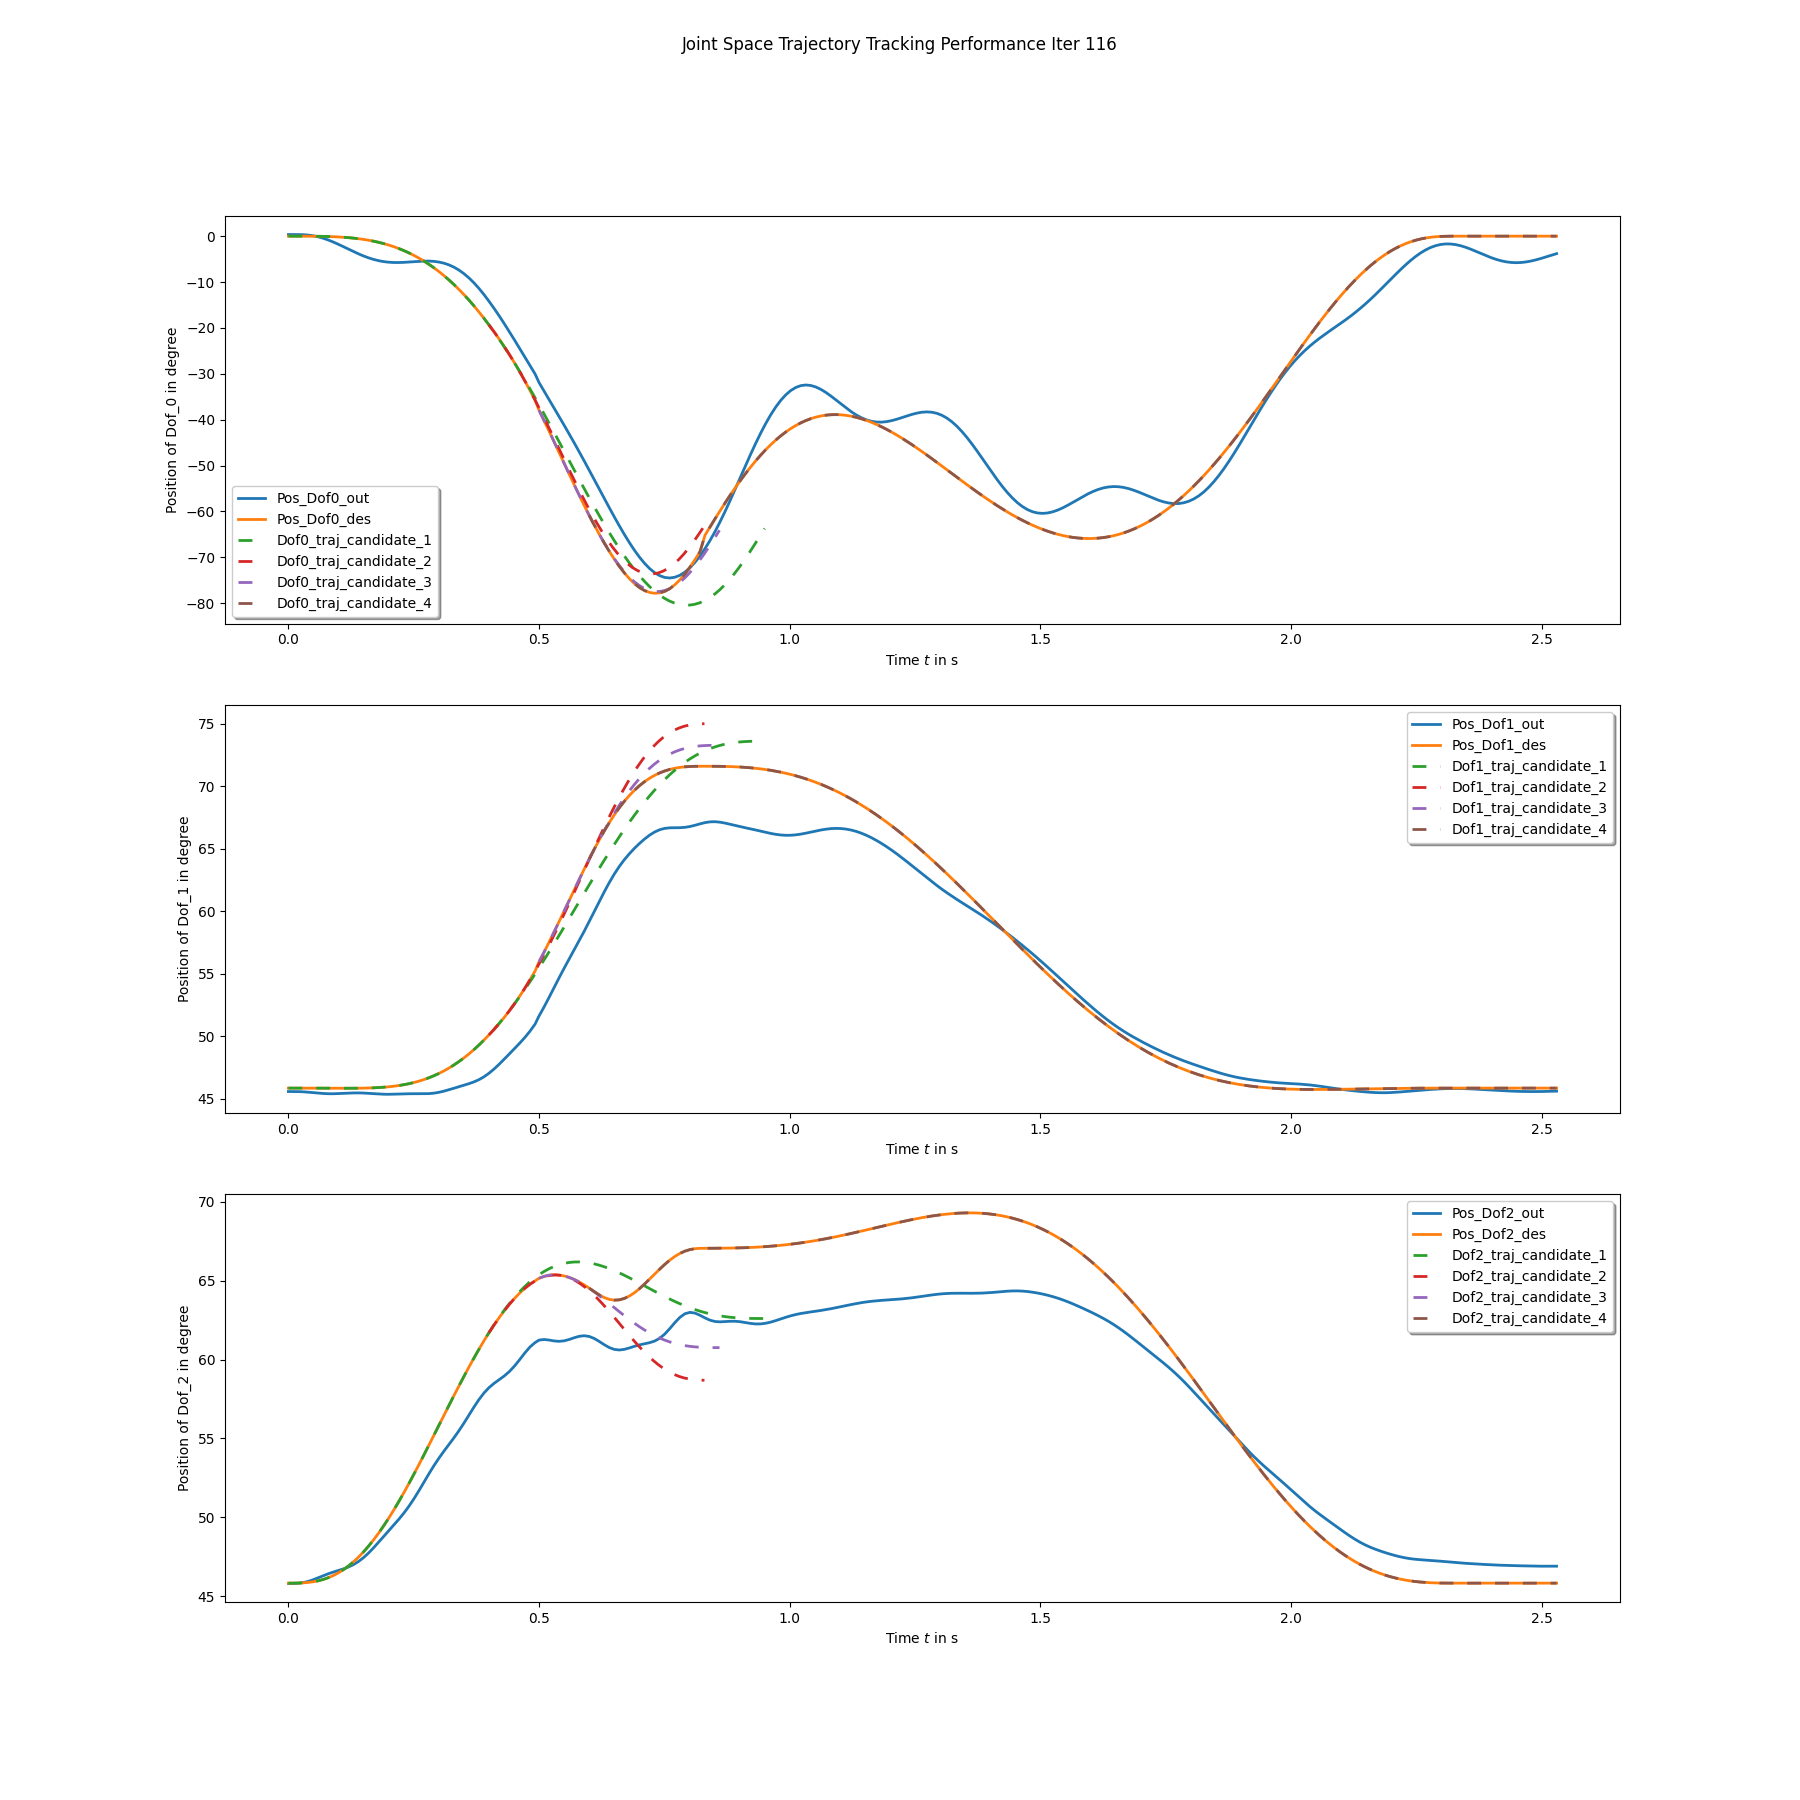 Joint Space Trajectory Tracking Performance Iter 116
Position of Dof_0 in degree
0
−10
−20
−30
−40
−50
−60
−70
−80
Pos_Dof0_out
Pos_Dof0_des
Dof0_traj_candidate_1
Dof0_traj_candidate_2
Dof0_traj_candidate_3
Dof0_traj_candidate_4
0.0 0.5 1.0 1.5 2.0 2.5
Time t in s
Position of Dof_1 in degree
75
70
65
60
55
50
45
Pos_Dof1_out
Pos_Dof1_des
Dof1_traj_candidate_1
Dof1_traj_candidate_2
Dof1_traj_candidate_3
Dof1_traj_candidate_4
0.0 0.5 1.0 1.5 2.0 2.5
Time t in s
Position of Dof_2 in degree
70
65
60
55
50
45
Pos_Dof2_out
Pos_Dof2_des
Dof2_traj_candidate_1
Dof2_traj_candidate_2
Dof2_traj_candidate_3
Dof2_traj_candidate_4
0.0 0.5 1.0 1.5 2.0 2.5
Time t in s